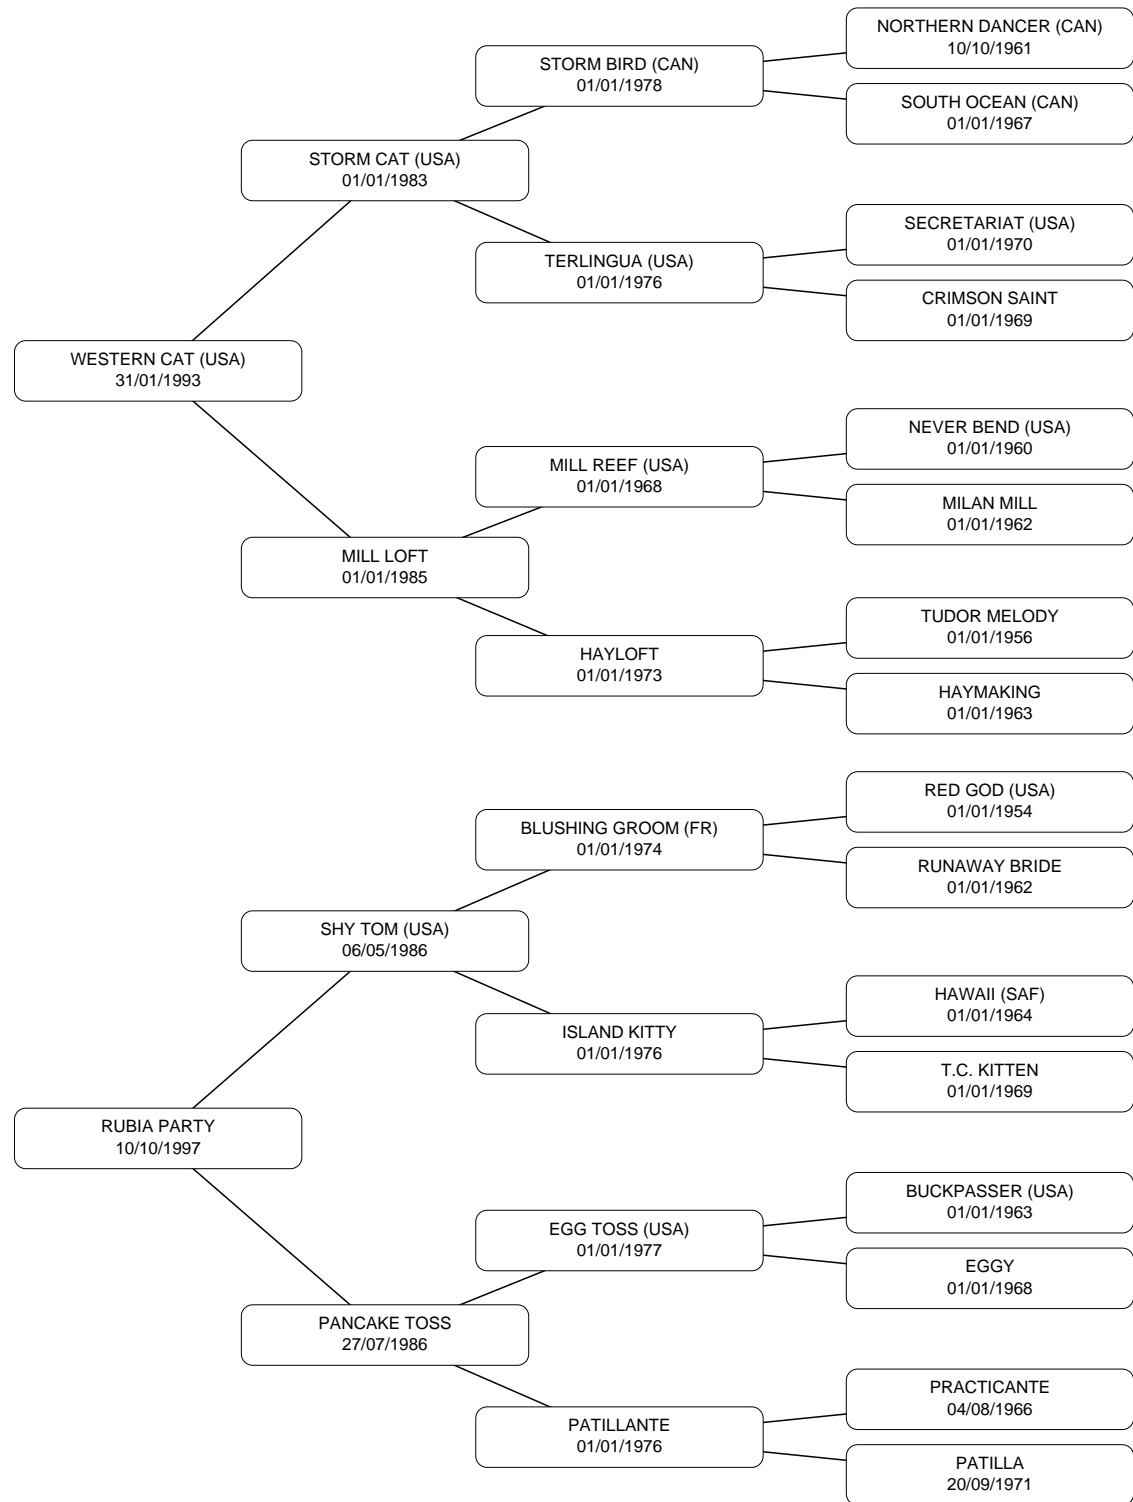 NORTHERN DANCER (CAN)
10/10/1961
STORM BIRD (CAN)
01/01/1978
SOUTH OCEAN (CAN)
01/01/1967
STORM CAT (USA)
01/01/1983
SECRETARIAT (USA)
01/01/1970
TERLINGUA (USA)
01/01/1976
CRIMSON SAINT
01/01/1969
WESTERN CAT (USA)
31/01/1993
NEVER BEND (USA)
01/01/1960
MILL REEF (USA)
01/01/1968
MILAN MILL
01/01/1962
MILL LOFT
01/01/1985
TUDOR MELODY
01/01/1956
HAYLOFT
01/01/1973
HAYMAKING
01/01/1963
RED GOD (USA)
01/01/1954
BLUSHING GROOM (FR)
01/01/1974
RUNAWAY BRIDE
01/01/1962
SHY TOM (USA)
06/05/1986
HAWAII (SAF)
01/01/1964
ISLAND KITTY
01/01/1976
T.C. KITTEN
01/01/1969
RUBIA PARTY
10/10/1997
BUCKPASSER (USA)
01/01/1963
EGG TOSS (USA)
01/01/1977
EGGY
01/01/1968
PANCAKE TOSS
27/07/1986
PRACTICANTE
04/08/1966
PATILLANTE
01/01/1976
PATILLA
20/09/1971